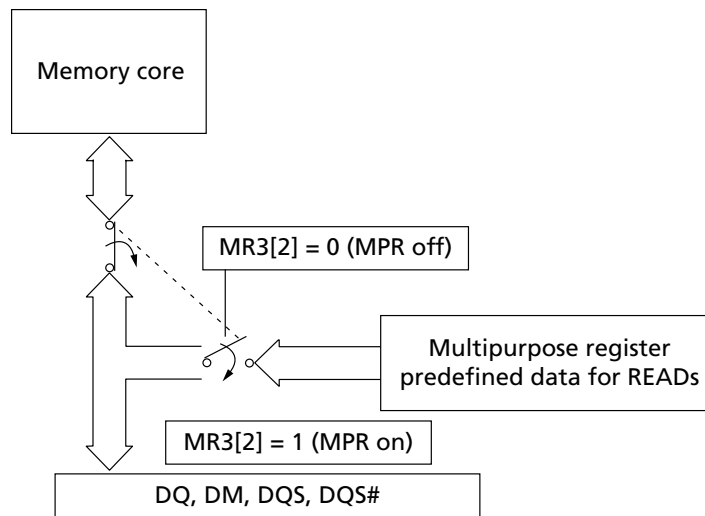 Memory core
MR3[2] = 0 (MPR off)
Multipurpose register
predefined data for READs
MR3[2] = 1 (MPR on)
DQ, DM, DQS, DQS#